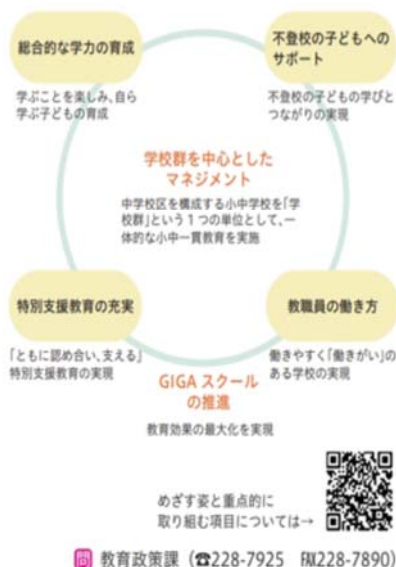 総合的な学力の育成
学ぶことを楽しみ、自ら
学ぶ子どもの育成
不登校の子どもへの
サポート
不登校の子どもの学びと
つながりの実現
学校群を中心とした
マネジメント
中学校区を構成する小中学校を「学
校群」という1つの単位として、一
体的な小中一貫教育を実施
特別支援教育の充実
「ともに認め合い、支える」
特別支援教育の実現
教職員の働き方
働きやすく「働きがい」の
ある学校の実現
GIGAスクール
の推進
教育効果の最大化を実現
めざす姿と重点的に
取り組む項目については→
問 教育政策課(☎228-7925 FAX228-7890)